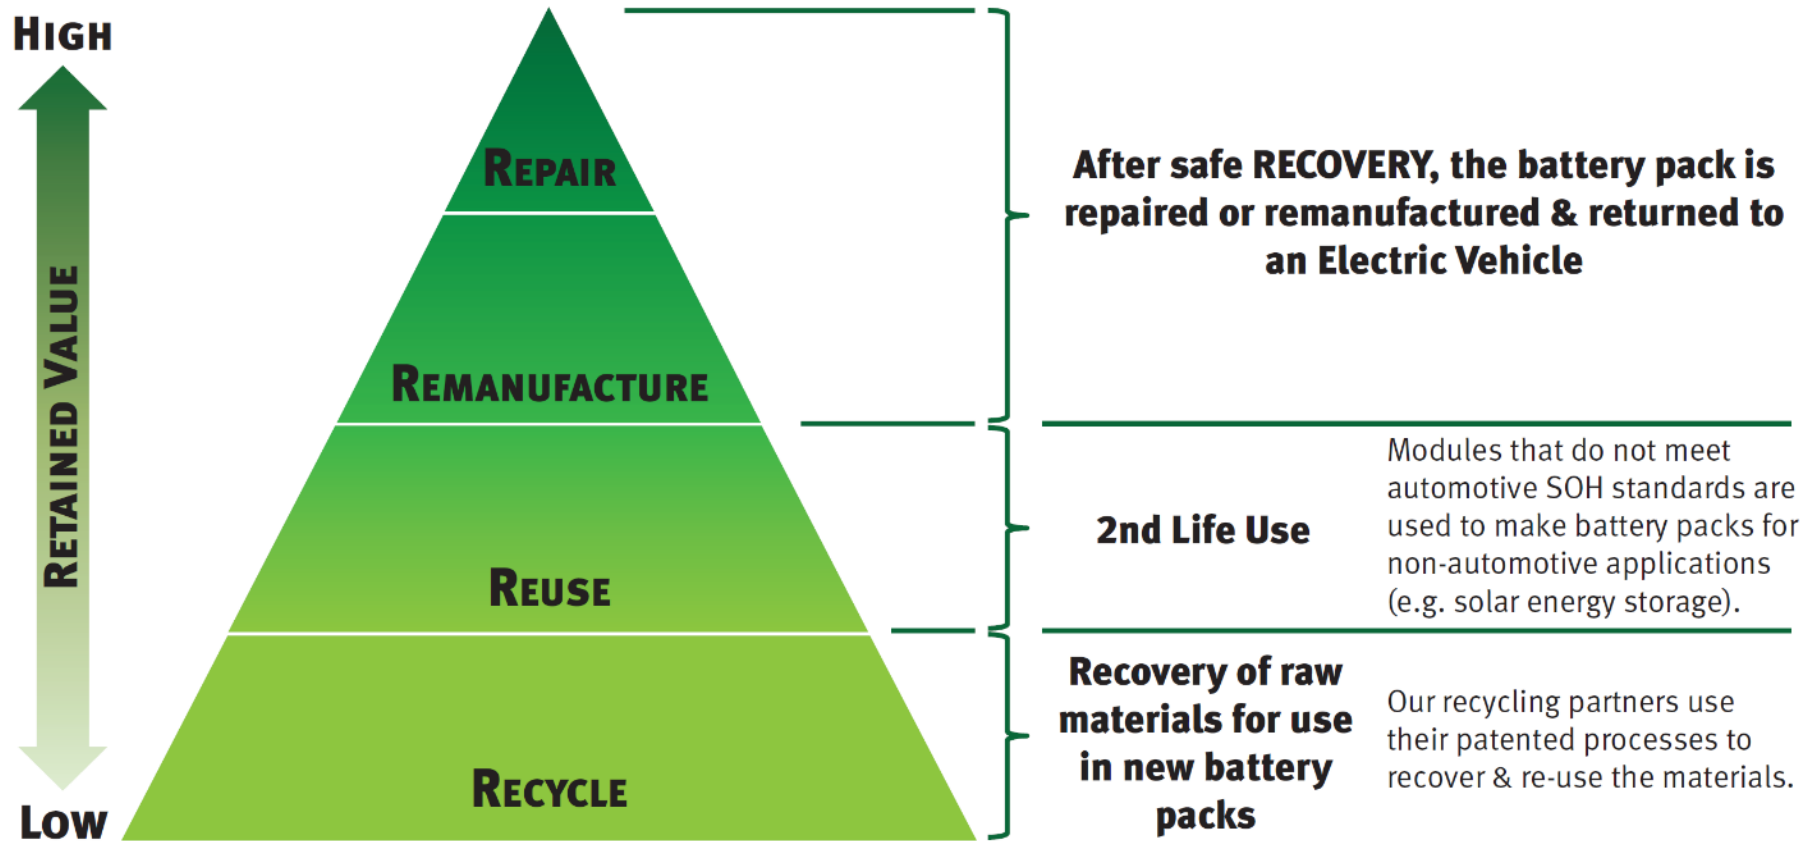 HIGH
RETAINED VALUE
LOW
REPAIR
REMANUFACTURE
REUSE
RECYCLE
After safe RECOVERY, the battery pack is
repaired or remanufactured & returned to
an Electric Vehicle
2nd Life Use
Modules that do not meet
automotive SOH standards are
used to make battery packs for
non-automotive applications
(e.g. solar energy storage).
Recovery of raw
materials for use
in new battery
packs
Our recycling partners use
their patented processes to
recover & re-use the materials.